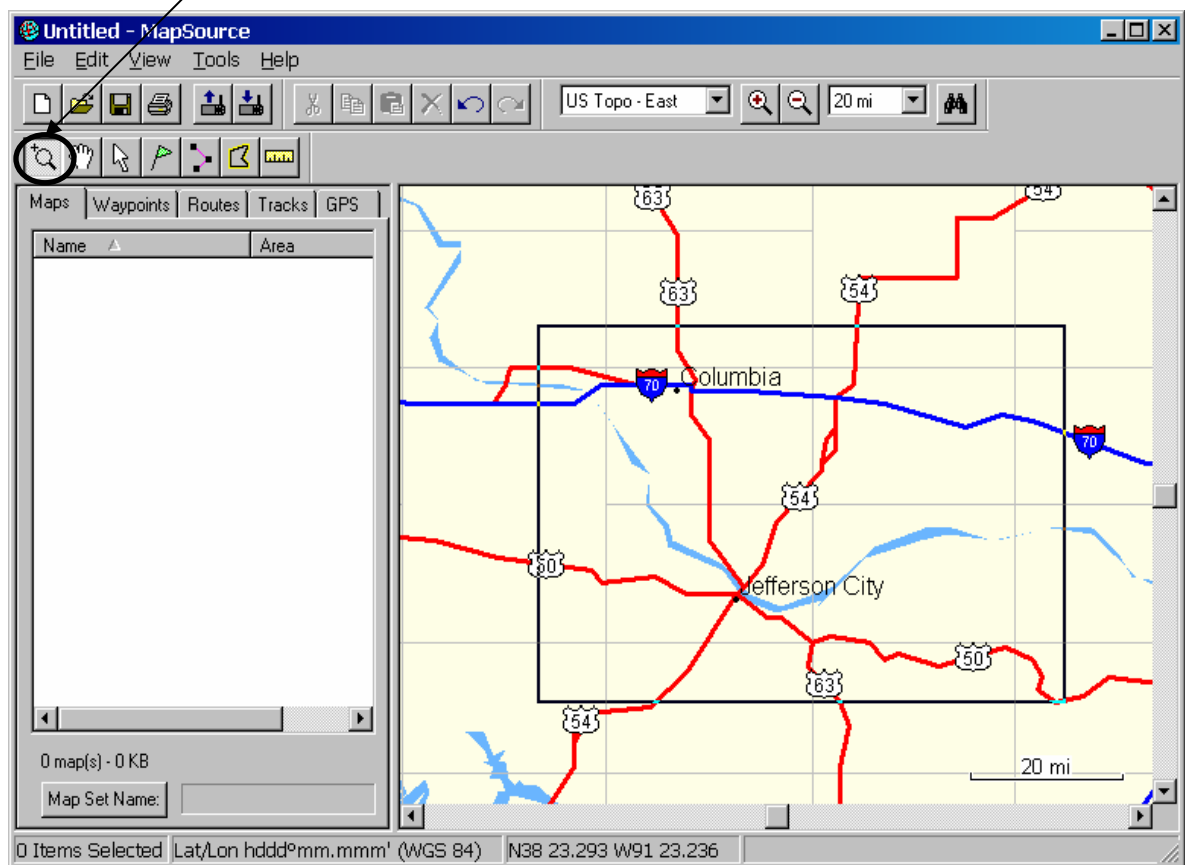 Untitled - MapSource
File Edit View Tools Help
US Topo - East
20 mi
Maps Waypoints Routes Tracks GPS
Name Area
63
54
63
54
70
Columbia
70
54
50
Jefferson City
50
63
54
20 mi
0 map(s) - 0 KB
Map Set Name:
0 Items Selected Lat/Lon hddd°mm.mmm' (WGS 84) N38 23.293 W91 23.236